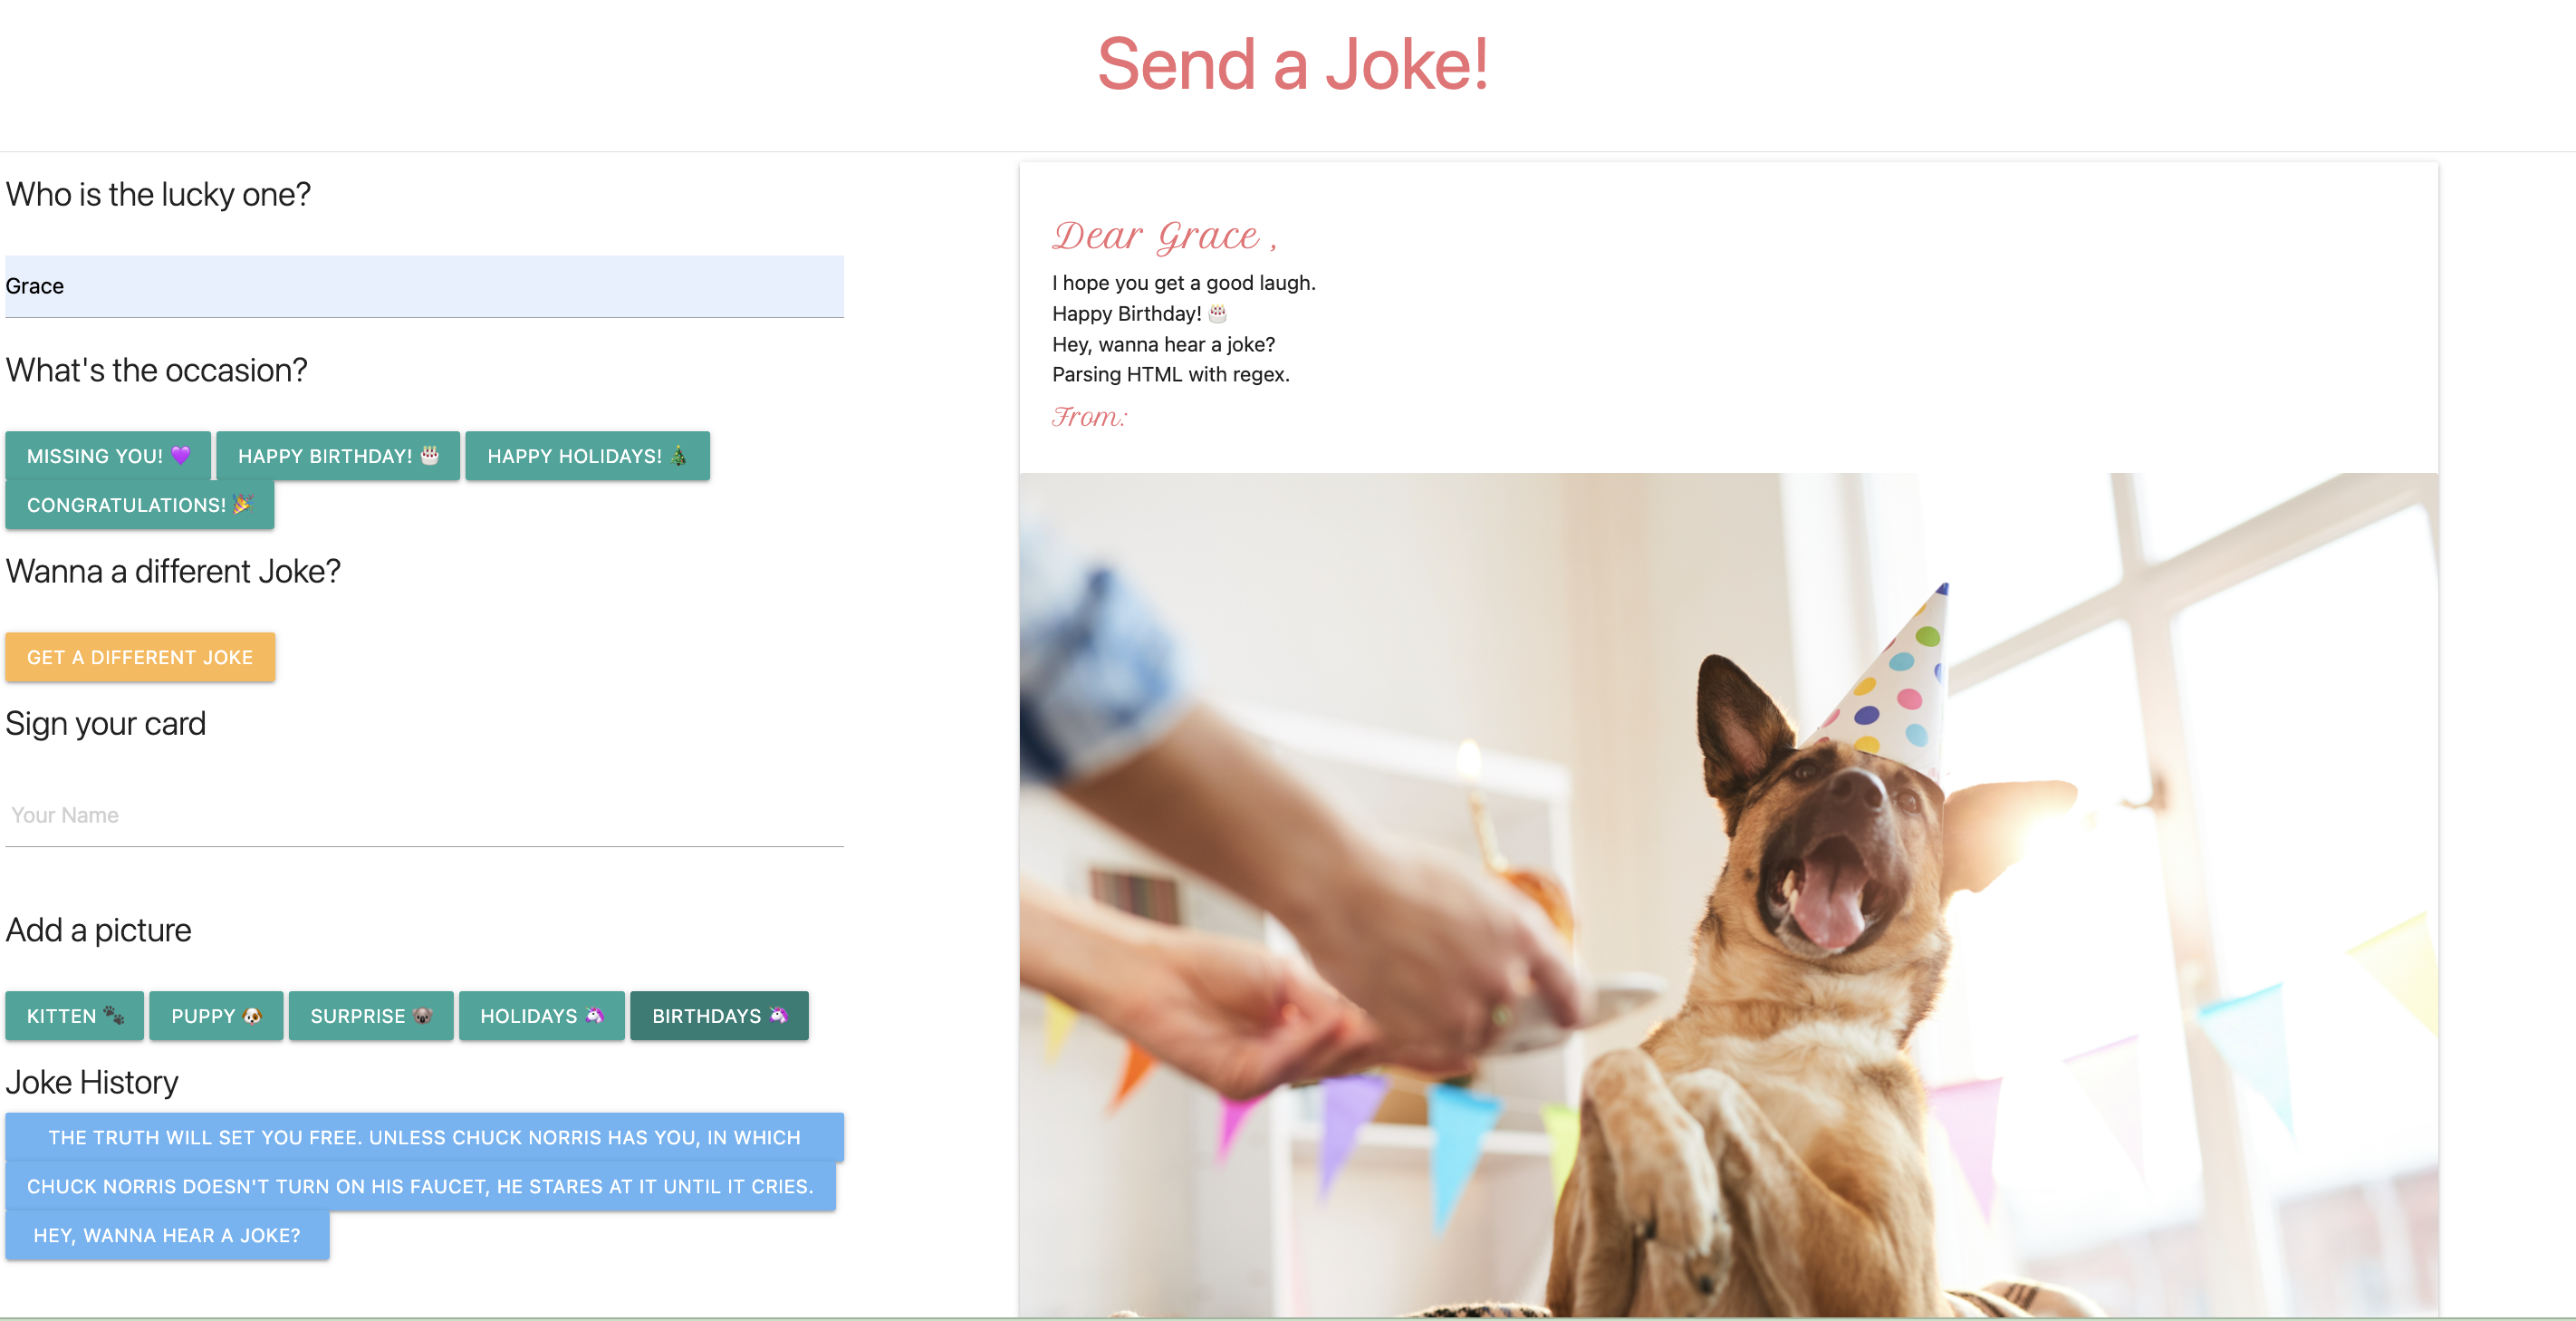 Send a Joke!
Who is the lucky one?
Grace
What's the occasion?
MISSING YOU! 💜 HAPPY BIRTHDAY! 🎂 HAPPY HOLIDAYS! 🎄
CONGRATULATIONS! 🎉
Wanna a different Joke?
GET A DIFFERENT JOKE
Sign your card
Your Name
Add a picture
KITTEN 🐾 PUPPY 🐶 SURPRISE 🐨 HOLIDAYS 🦄 BIRTHDAYS 🦄
Joke History
THE TRUTH WILL SET YOU FREE. UNLESS CHUCK NORRIS HAS YOU, IN WHICH
CHUCK NORRIS DOESN'T TURN ON HIS FAUCET, HE STARES AT IT UNTIL IT CRIES.
HEY, WANNA HEAR A JOKE?
Dear Grace ,
I hope you get a good laugh.
Happy Birthday! 🎂
Hey, wanna hear a joke?
Parsing HTML with regex.
From: